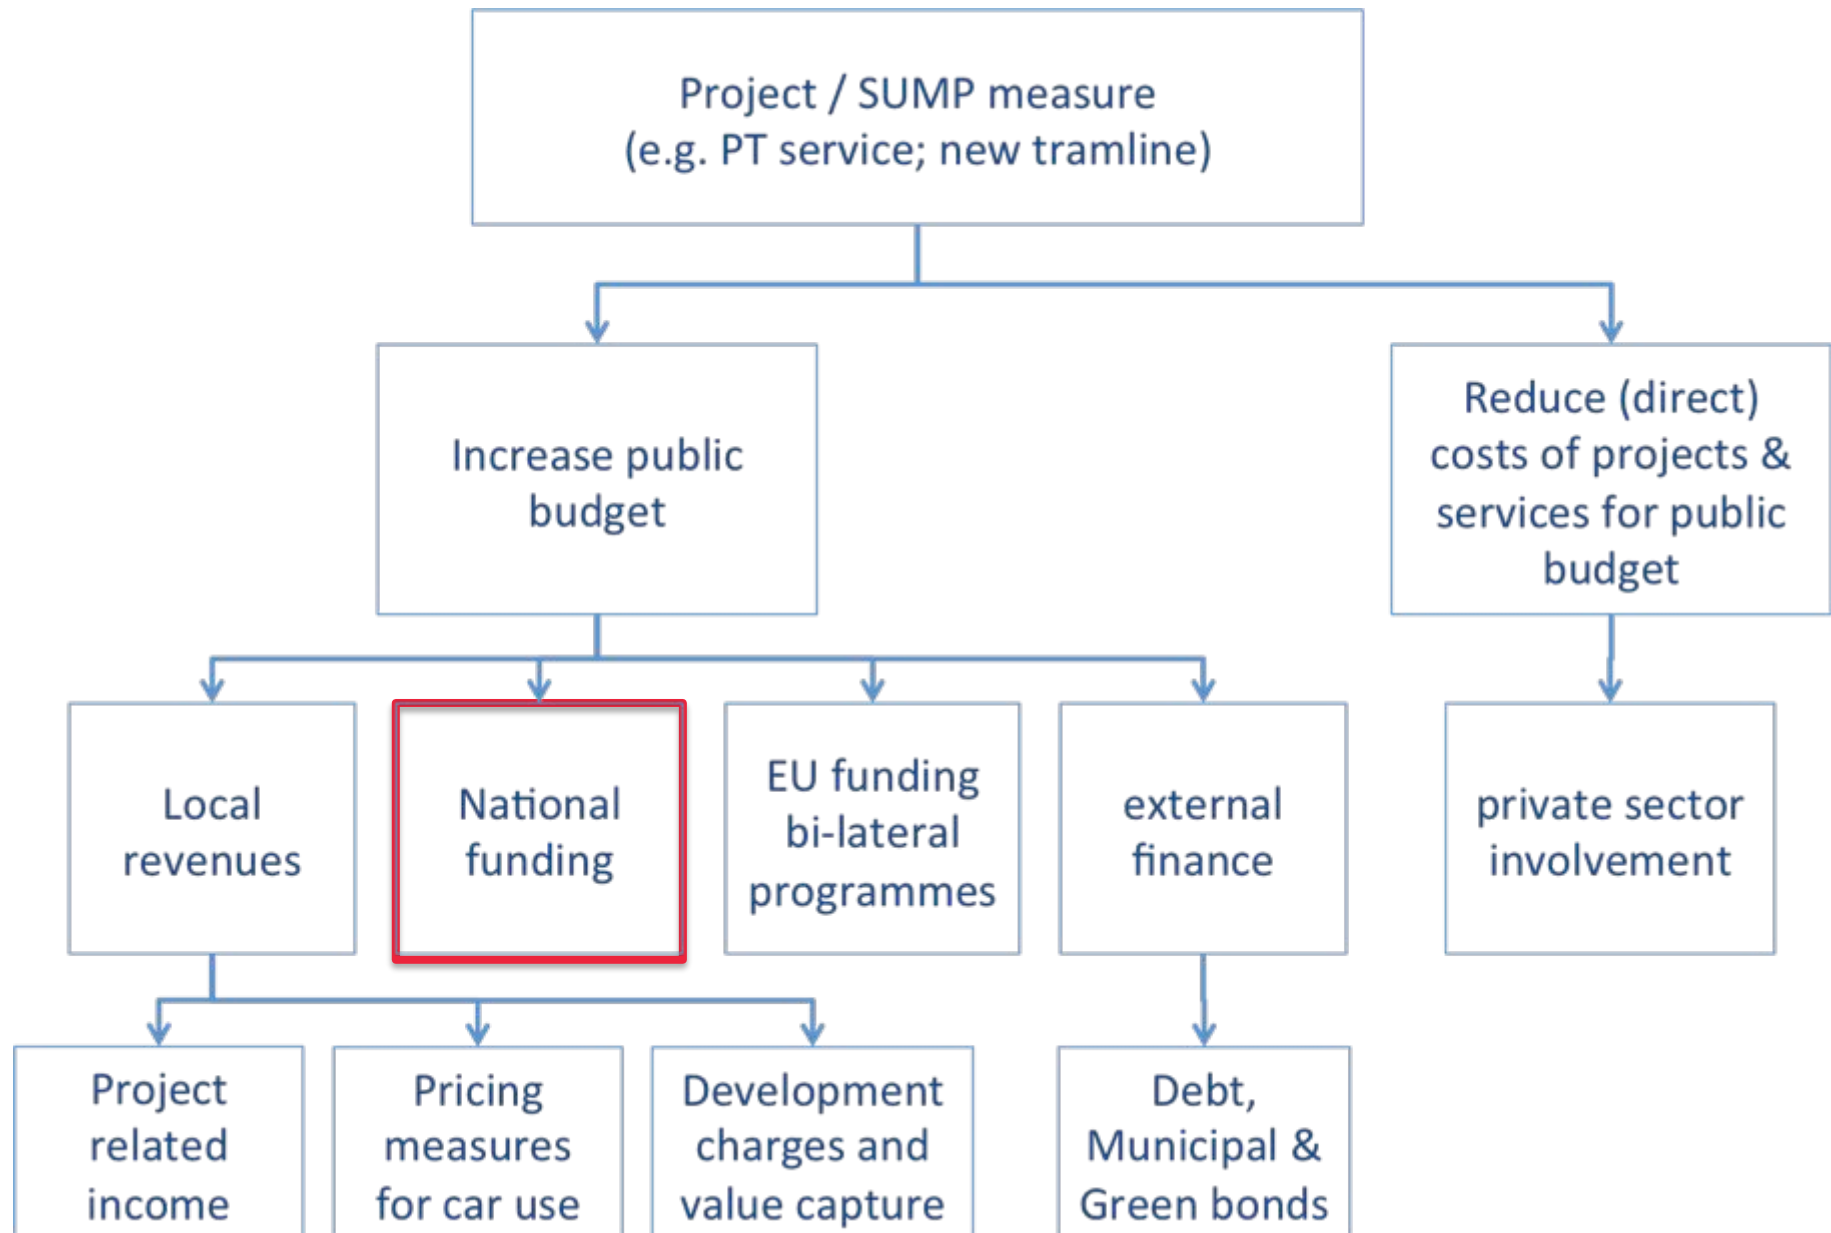 Project / SUMP measure
(e.g. PT service; new tramline)
Increase public
budget
Reduce (direct)
costs of projects &
services for public
budget
Local
revenues
National
funding
EU funding
bi-lateral
programmes
external
finance
private sector
involvement
Project
related
income
Pricing
measures
for car use
Development
charges and
value capture
Debt,
Municipal &
Green bonds